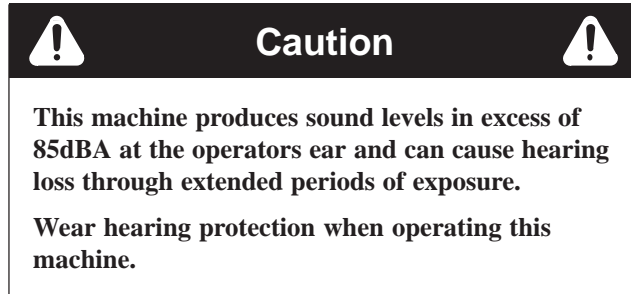 Caution
This machine produces sound levels in excess of
85dBA at the operators ear and can cause hearing
loss through extended periods of exposure.
Wear hearing protection when operating this
machine.